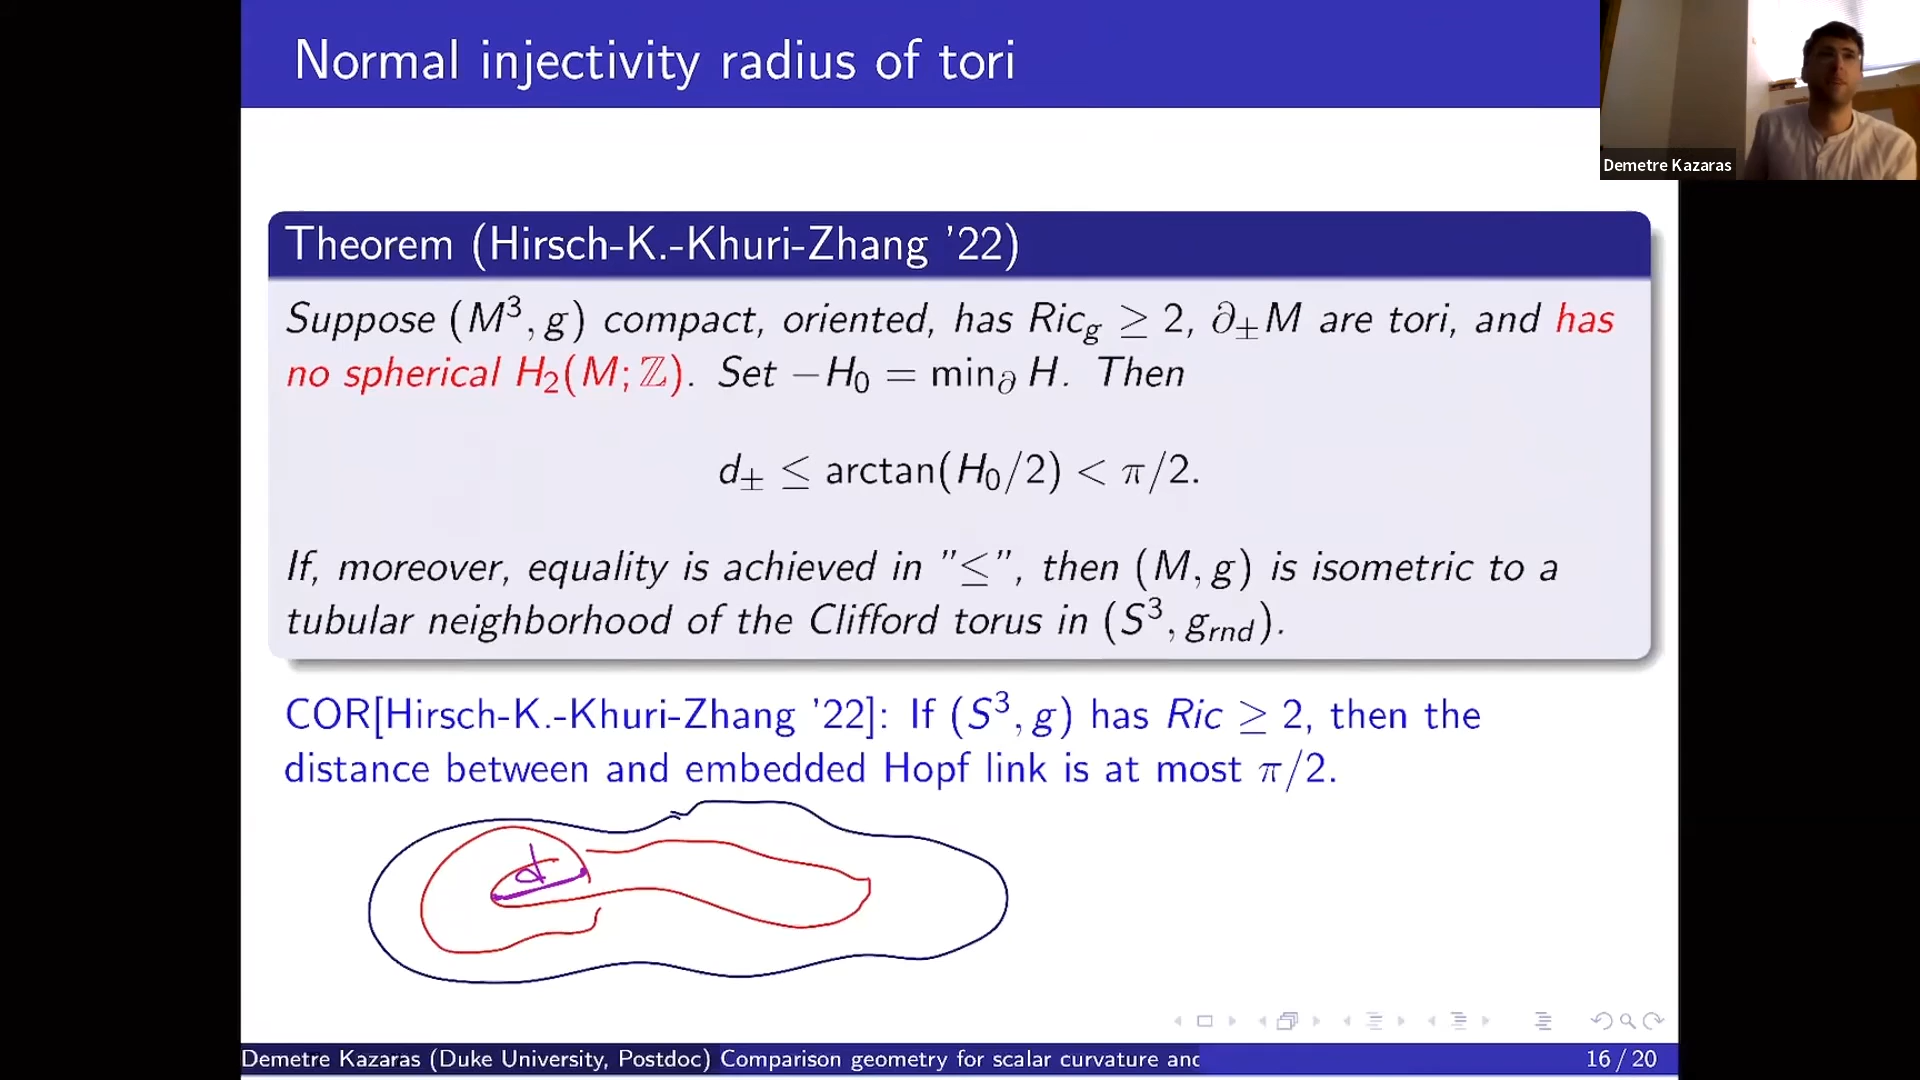 Normal injectivity radius of tori
Demetre Kazaras
Theorem (Hirsch-K.-Khuri-Zhang '22)
Suppose (M³, g) compact, oriented, has Ric_g ≥ 2, ∂±M are tori, and has
no spherical H₂(M; ℤ). Set −H₀ = min_∂ H. Then
d± ≤ arctan(H₀/2) < π/2.
If, moreover, equality is achieved in "≤", then (M, g) is isometric to a
tubular neighborhood of the Clifford torus in (S³, g_rnd).
COR[Hirsch-K.-Khuri-Zhang '22]: If (S³, g) has Ric ≥ 2, then the
distance between and embedded Hopf link is at most π/2.
d
Demetre Kazaras (Duke University, Postdoc) Comparison geometry for scalar curvature and
16 / 20